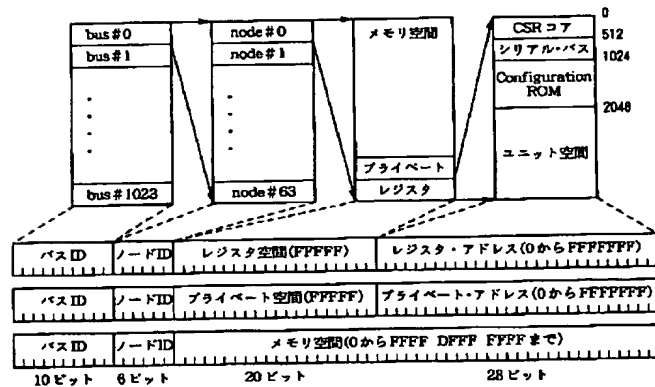 bus#0
bus#1
bus#1023
node#0
node#1
node#63
メモリ空間
プライベート
レジスタ
CSRコア
シリアル・バス
Configuration
ROM
ユニット空間
0
512
1024
2048
バスID ノードID レジスタ空間(FFFFF) レジスタ・アドレス(0からFFFFFFF)
バスID ノードID プライベート空間(FFFFF) プライベート・アドレス(0からFFFFFFF)
バスID ノードID メモリ空間(0からFFFF DFFF FFFFまで)
10ビット 6ビット 20ビット 28ビット